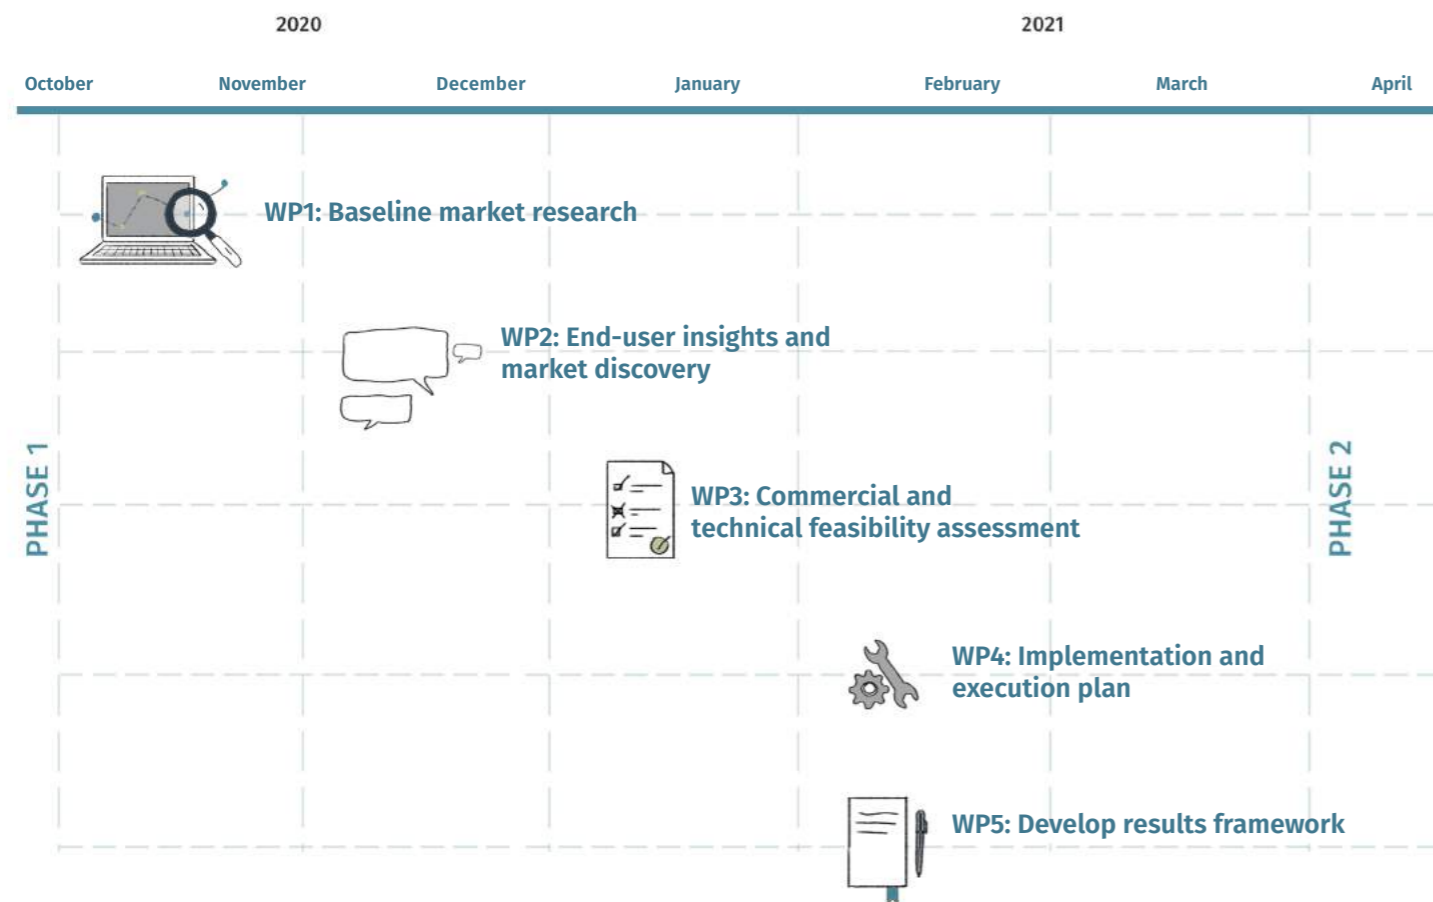 2020
2021
October
November
December
January
February
March
April
WP1: Baseline market research
WP2: End-user insights and
market discovery
PHASE 1
WP3: Commercial and
technical feasibility assessment
PHASE 2
WP4: Implementation and
execution plan
WP5: Develop results framework